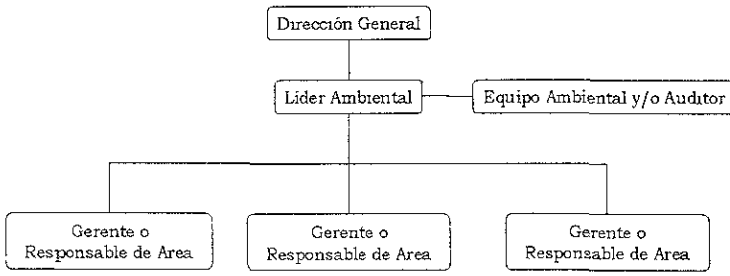 Dirección General
Líder Ambiental
Equipo Ambiental y/o Auditor
Gerente o
Responsable de Area
Gerente o
Responsable de Area
Gerente o
Responsable de Area